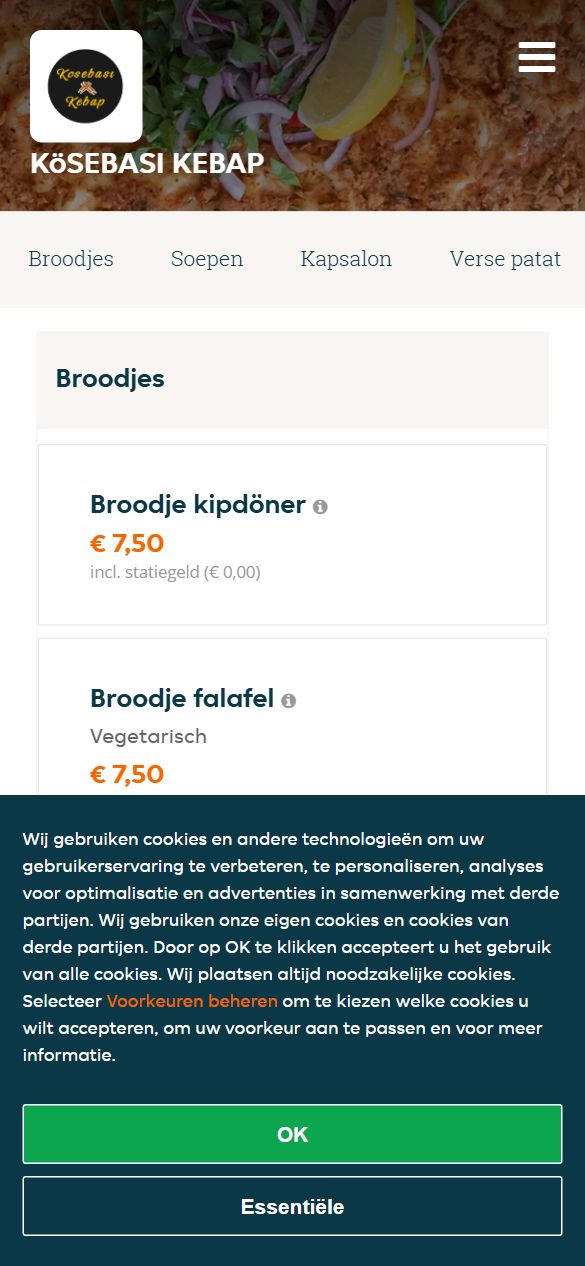 Kosebasi
Kebap
KöSEBASI KEBAP
Broodjes
Soepen
Kapsalon
Verse patat
Broodjes
Broodje kipdöner
€ 7,50
incl. statiegeld (€ 0,00)
Broodje falafel
Vegetarisch
€ 7,50
Wij gebruiken cookies en andere technologieën om uw
gebruikerservaring te verbeteren, te personaliseren, analyses
voor optimalisatie en advertenties in samenwerking met derde
partijen. Wij gebruiken onze eigen cookies en cookies van
derde partijen. Door op OK te klikken accepteert u het gebruik
van alle cookies. Wij plaatsen altijd noodzakelijke cookies.
Selecteer Voorkeuren beheren om te kiezen welke cookies u
wilt accepteren, om uw voorkeur aan te passen en voor meer
informatie.
OK
Essentiële